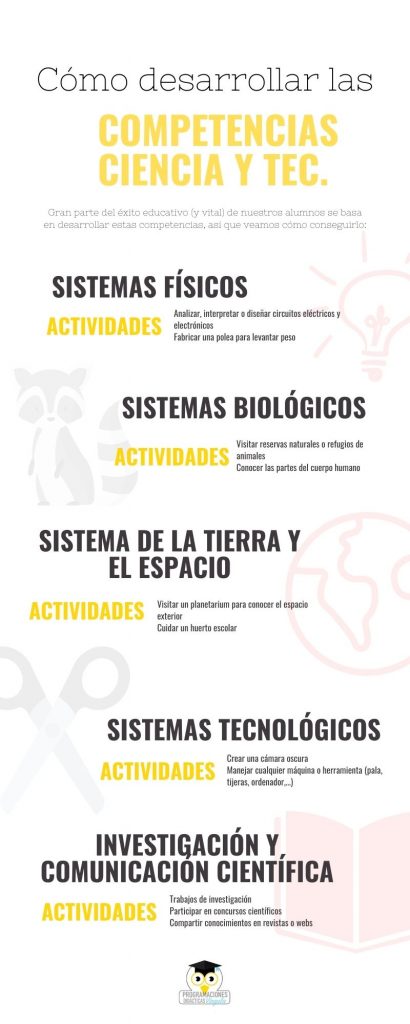 Cómo desarrollar las
COMPETENCIAS
CIENCIA Y TEC.
Gran parte del éxito educativo (y vital) de nuestros alumnos se basa
en desarrollar estas competencias, así que veamos cómo conseguirlo:
SISTEMAS FÍSICOS
ACTIVIDADES
Analizar, interpretar o diseñar circuitos eléctricos y
electrónicos
Fabricar una polea para levantar peso
SISTEMAS BIOLÓGICOS
ACTIVIDADES
Visitar reservas naturales o refugios de
animales
Conocer las partes del cuerpo humano
SISTEMA DE LA TIERRA Y
EL ESPACIO
ACTIVIDADES
Visitar un planetarium para conocer el espacio
exterior
Cuidar un huerto escolar
SISTEMAS TECNOLÓGICOS
ACTIVIDADES
Crear una cámara oscura
Manejar cualquier máquina o herramienta (pala,
tijeras, ordenador,...)
INVESTIGACIÓN Y
COMUNICACIÓN CIENTÍFICA
ACTIVIDADES
Trabajos de investigación
Participar en concursos científicos
Compartir conocimientos en revistas o webs
PROGRAMACIONES
DIDÁCTICAS